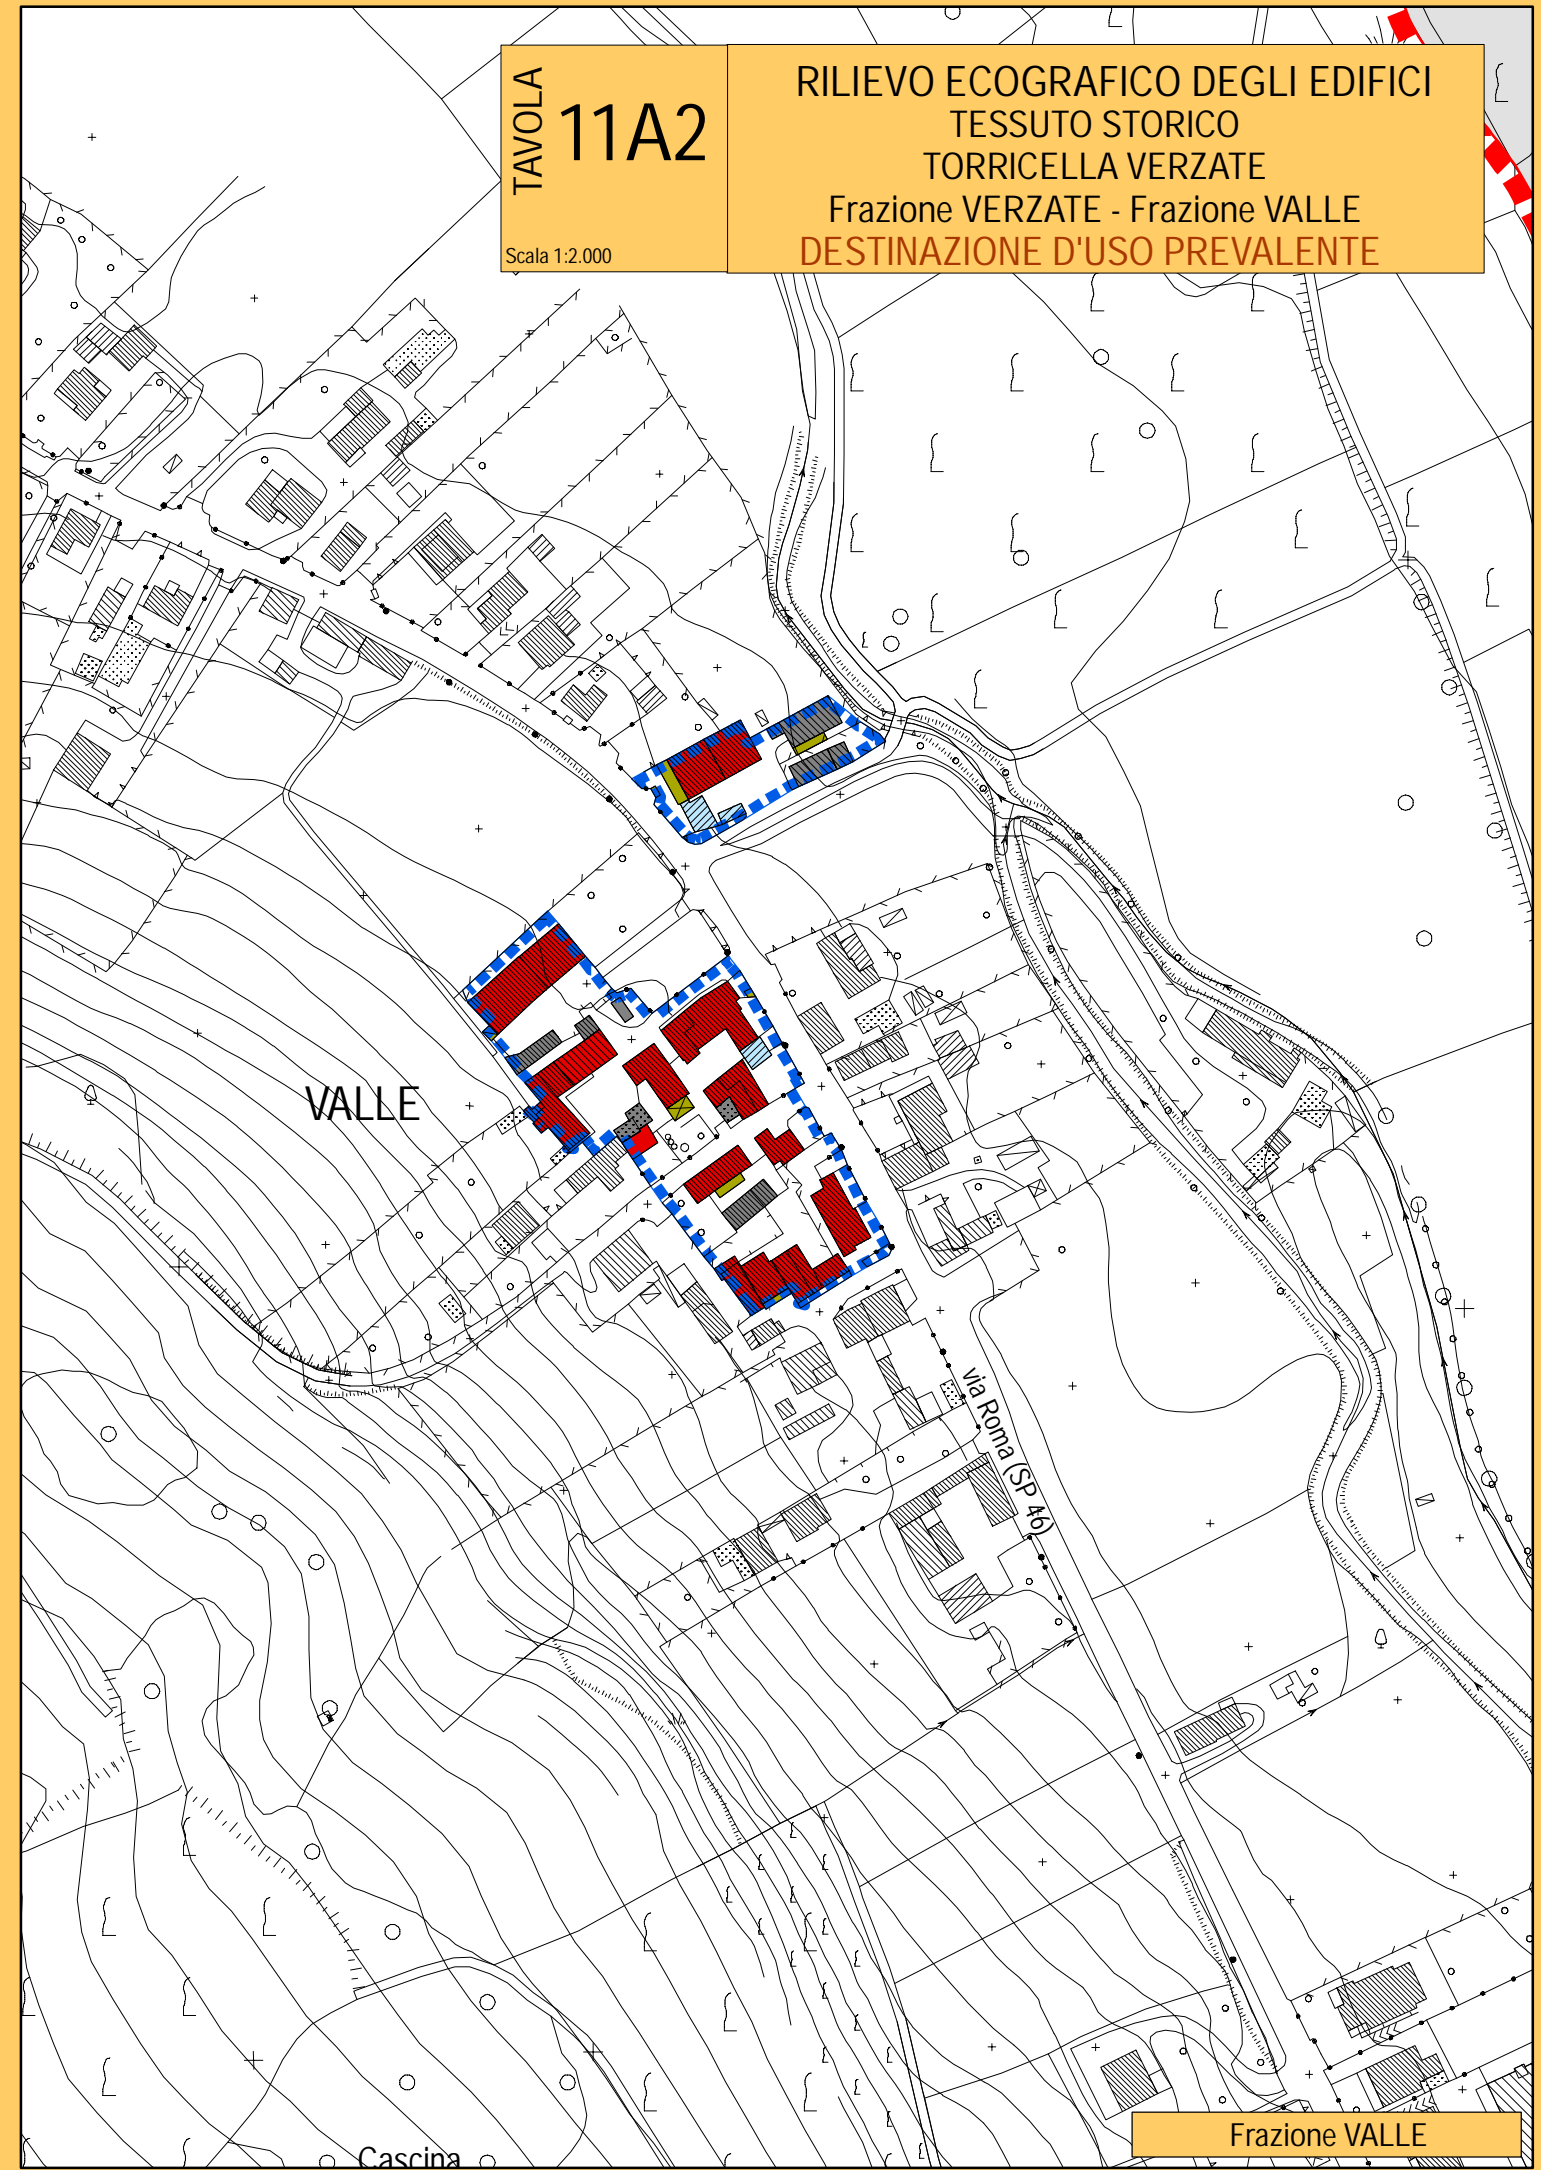 TAVOLA
11A2
Scala 1:2.000
RILIEVO ECOGRAFICO DEGLI EDIFICI
TESSUTO STORICO
TORRICELLA VERZATE
Frazione VERZATE - Frazione VALLE
DESTINAZIONE D'USO PREVALENTE
VALLE
via Roma (SP 46)
Frazione VALLE
Cascina